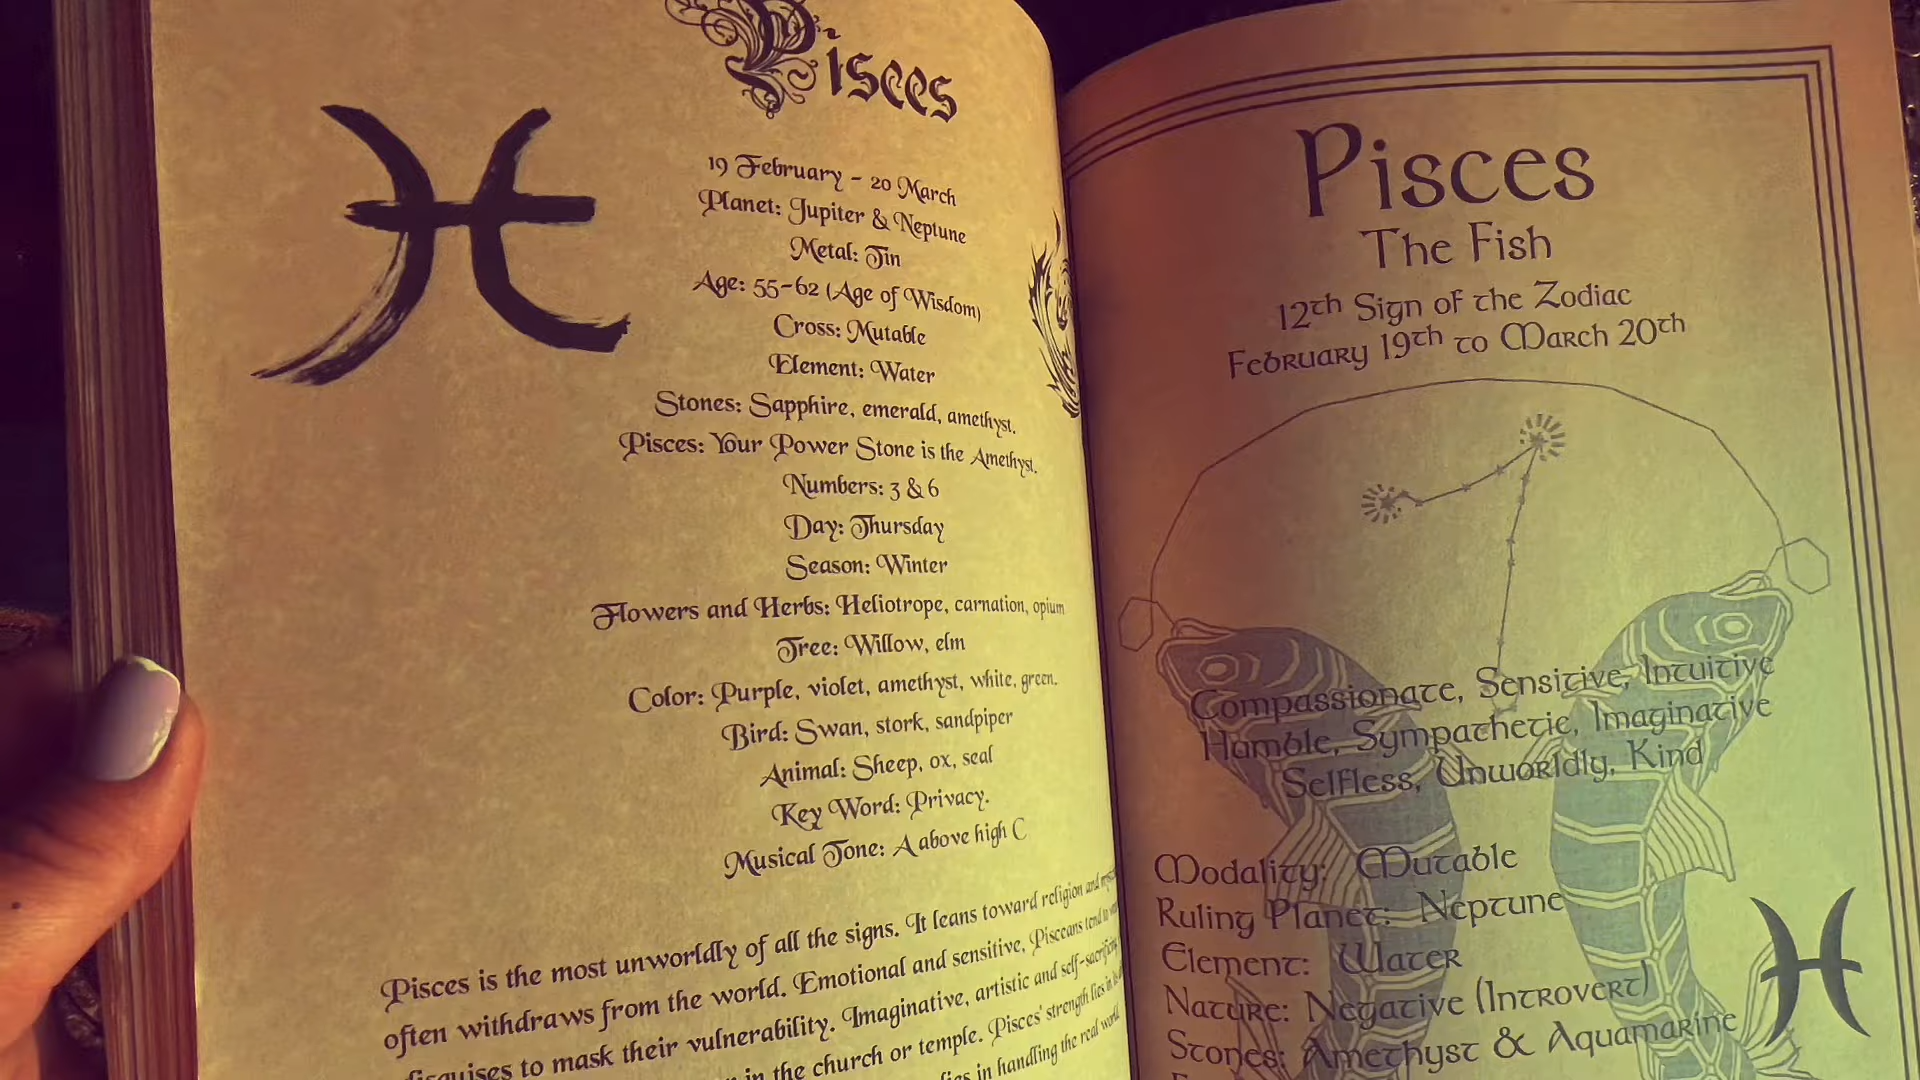 Pisces
19 February - 20 March
Planet: Jupiter & Neptune
Metal: Tin
Age: 55-62 (Age of Wisdom)
Cross: Mutable
Element: Water
Stones: Sapphire, emerald, amethyst.
Pisces: Your Power Stone is the Amethyst.
Numbers: 3 & 6
Day: Thursday
Season: Winter
Flowers and Herbs: Heliotrope, carnation, opium
Tree: Willow, elm
Color: Purple, violet, amethyst, white, green.
Bird: Swan, stork, sandpiper
Animal: Sheep, ox, seal
Key Word: Privacy.
Musical Tone: A above high C
Pisces is the most unworldly of all the signs. It leans toward religion and
often withdraws from the world. Emotional and sensitive, Pisceans tend to
disguises to mask their vulnerability. Imaginative, artistic and self-sacrificing,
in the church or temple. Pisces' strength lies in
lies in handling the real world.
Pisces
The Fish
12th Sign of the Zodiac
February 19th to March 20th
Compassionate, Sensitive, Intuitive
Humble, Sympathetic, Imaginative
Selfless, Unworldly, Kind
Modality: Mutable
Ruling Planet: Neptune
Element: Water
Nature: Negative (Introvert)
Stones: Amethyst & Aquamarine